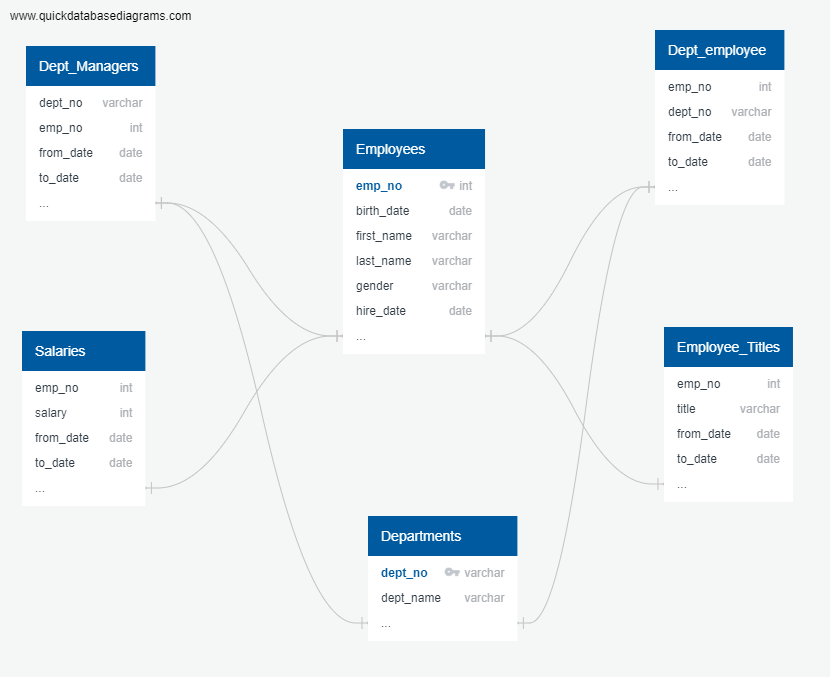 www.quickdatabasediagrams.com
Dept_Managers
dept_no varchar
emp_no int
from_date date
to_date date
...
Employees
emp_no int
birth_date date
first_name varchar
last_name varchar
gender varchar
hire_date date
...
Dept_employee
emp_no int
dept_no varchar
from_date date
to_date date
...
Salaries
emp_no int
salary int
from_date date
to_date date
...
Employee_Titles
emp_no int
title varchar
from_date date
to_date date
...
Departments
dept_no varchar
dept_name varchar
...